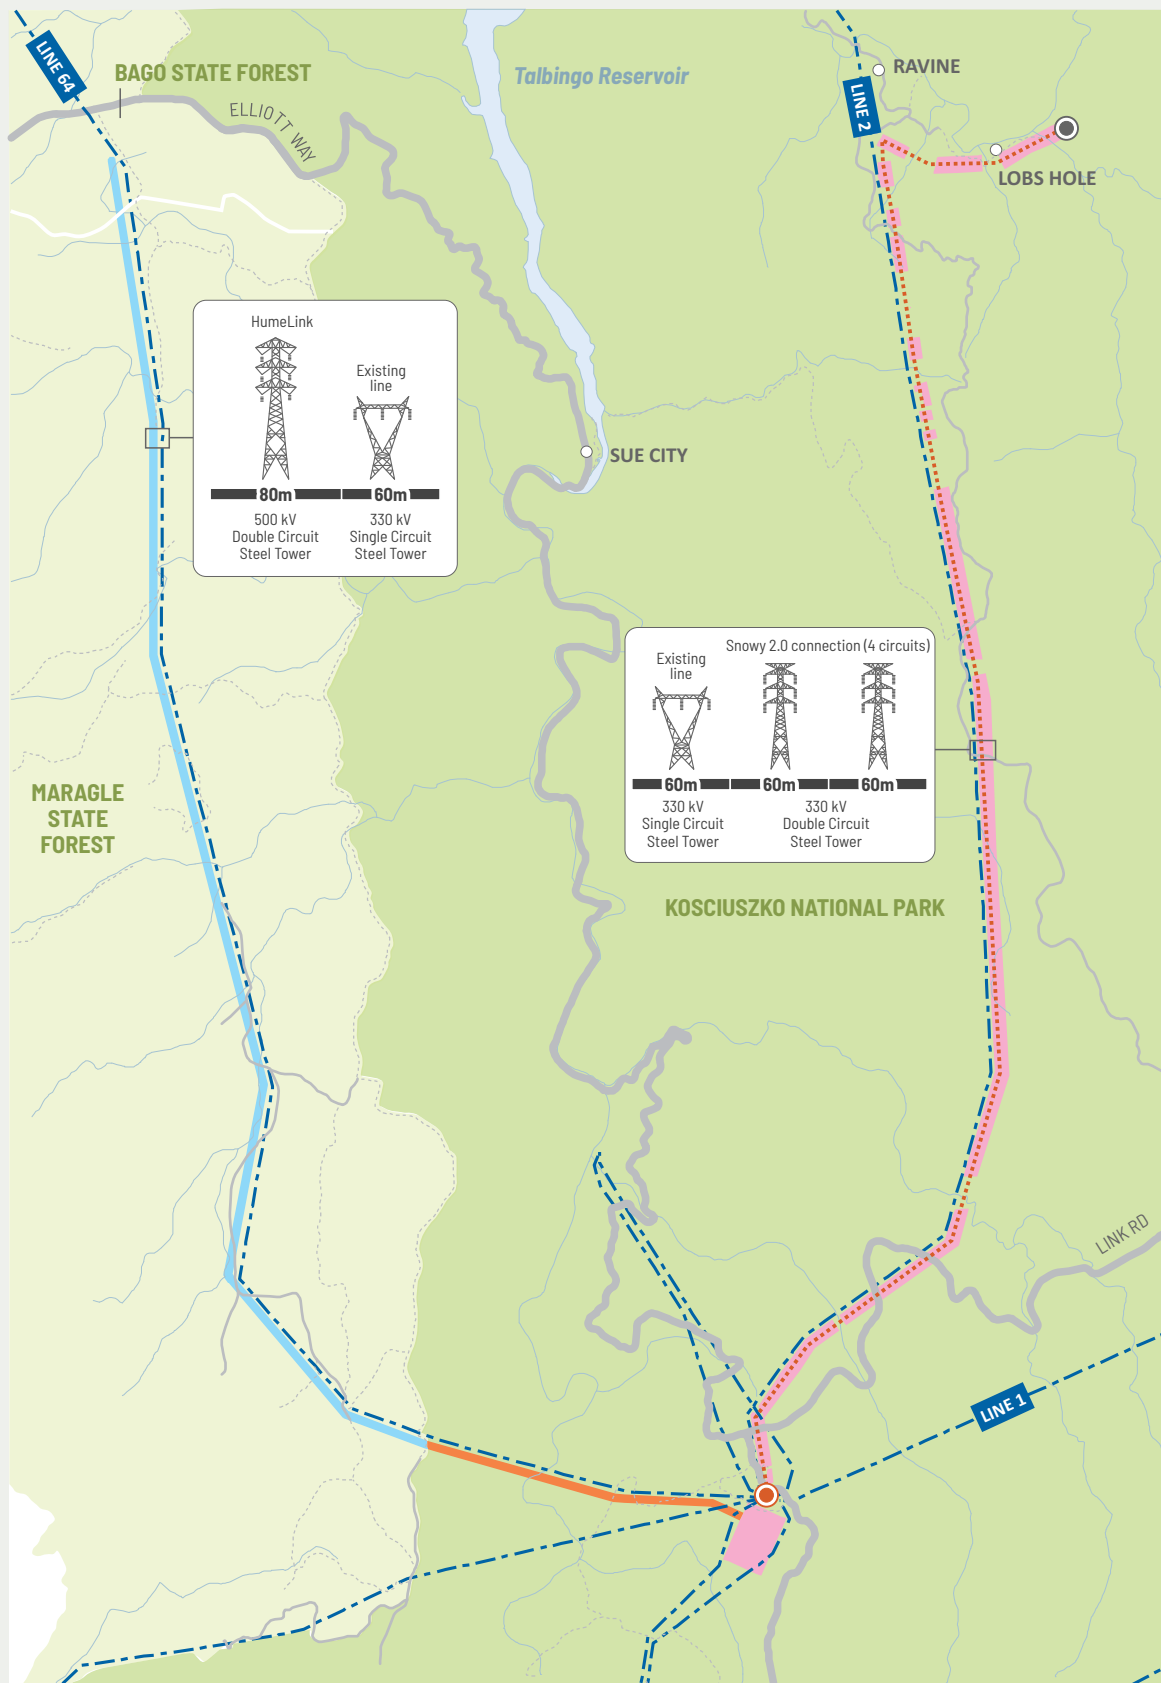 LINE 64
BAGO STATE FOREST
ELLIOTT WAY
Talbingo Reservoir
LINE 2
RAVINE
LOBS HOLE
HumeLink
Existing
line
80m
60m
500 kV
Double Circuit
Steel Tower
330 kV
Single Circuit
Steel Tower
SUE CITY
Snowy 2.0 connection (4 circuits)
Existing
line
60m
60m
60m
330 kV
Single Circuit
Steel Tower
330 kV
Double Circuit
Steel Tower
MARAGLE
STATE
FOREST
KOSCIUSZKO NATIONAL PARK
LINK RD
LINE 1